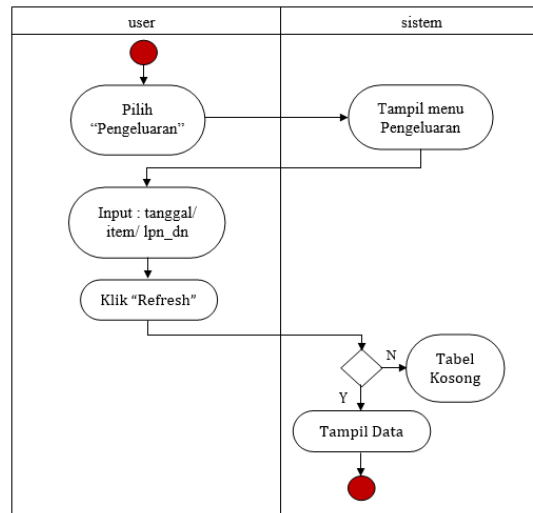 user
sistem
Pilih
“Pengeluaran”
Tampil menu
Pengeluaran
Input : tanggal/
item/ lpn_dn
Klik “Refresh”
N
Tabel
Kosong
Y
Tampil Data